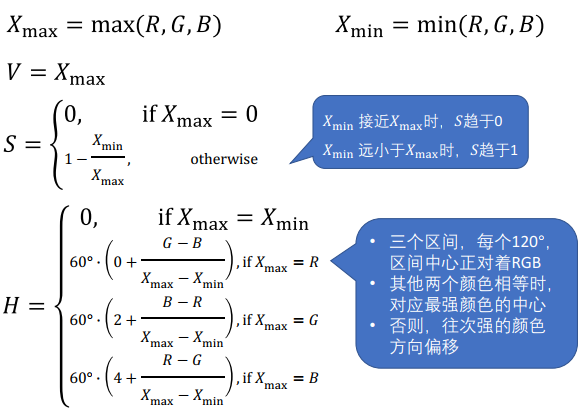 X_max = max(R, G, B)
X_min = min(R, G, B)
V = X_max
S = { 0, if X_max = 0
1 − X_min / X_max, otherwise
X_min 接近X_max时，S趋于0
X_min 远小于X_max时，S趋于1
H = { 0, if X_max = X_min
60° · (0 + (G − B) / (X_max − X_min)), if X_max = R
60° · (2 + (B − R) / (X_max − X_min)), if X_max = G
60° · (4 + (R − G) / (X_max − X_min)), if X_max = B
• 三个区间，每个120°，
区间中心正对着RGB
• 其他两个颜色相等时，
对应最强颜色的中心
• 否则，往次强的颜色
方向偏移